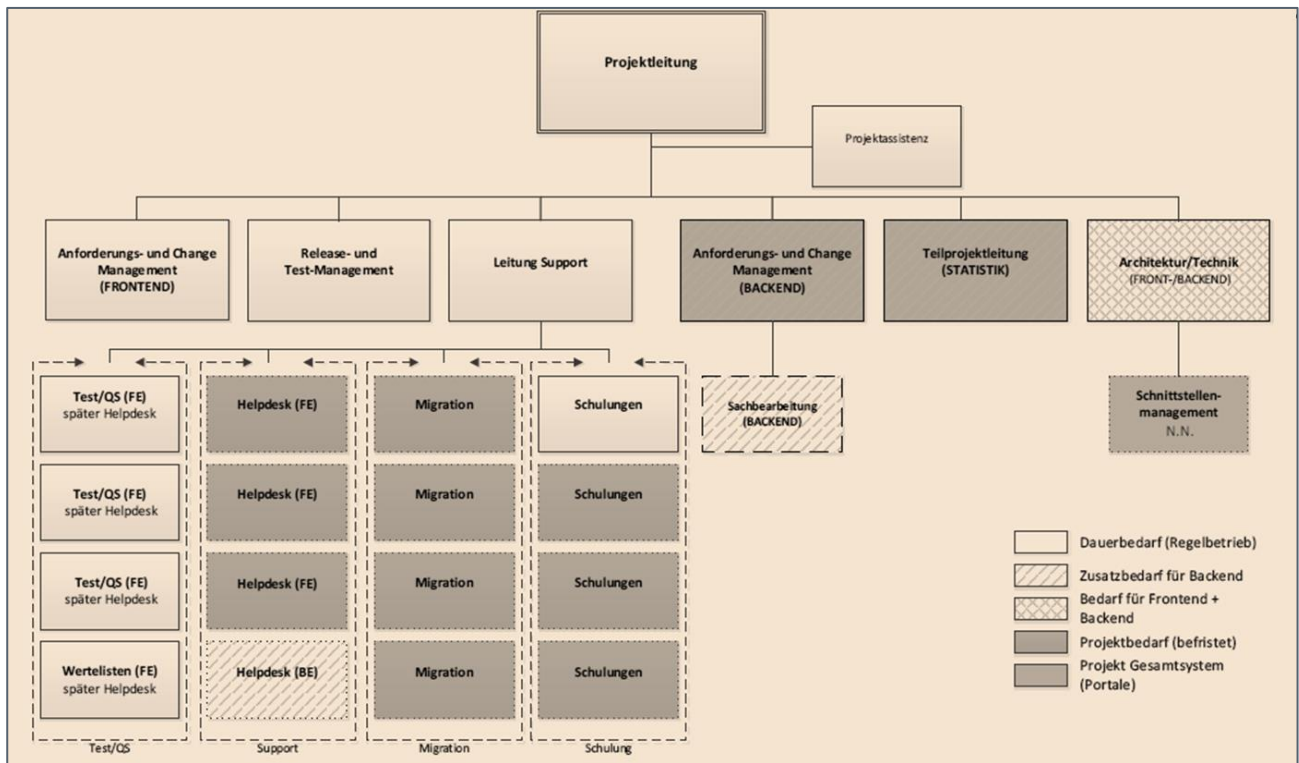 Projektleitung
Projektassistenz
Anforderungs- und Change
Management
(FRONTEND)
Release- und
Test-Management
Leitung Support
Anforderungs- und Change
Management
(BACKEND)
Teilprojektleitung
(STATISTIK)
Architektur/Technik
(FRONT-/BACKEND)
Test/QS (FE)
später Helpdesk
Helpdesk (FE)
Migration
Schulungen
Sachbearbeitung
(BACKEND)
Schnittstellen-
management
N.N.
Test/QS (FE)
später Helpdesk
Helpdesk (FE)
Migration
Schulungen
Test/QS (FE)
später Helpdesk
Helpdesk (FE)
Migration
Schulungen
Wertelisten (FE)
später Helpdesk
Helpdesk (BE)
Migration
Schulungen
Test/QS
Support
Migration
Schulung
Dauerbedarf (Regelbetrieb)
Zusatzbedarf für Backend
Bedarf für Frontend +
Backend
Projektbedarf (befristet)
Projekt Gesamtsystem
(Portale)